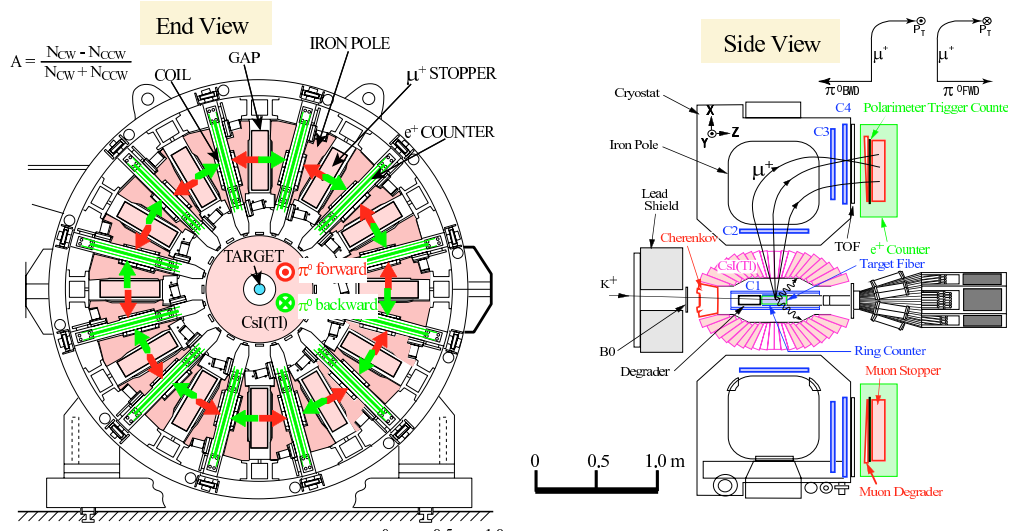 End View
A = N_CW - N_CCW
N_CW + N_CCW
COIL
GAP
IRON POLE
μ+ STOPPER
e+ COUNTER
TARGET
π0 forward
π0 backward
CsI(Tl)
Side View
PT
PT
μ+
μ+
π0BWD
π0FWD
Cryostat
X
Z
Y
C4
Polarimeter Trigger Counte
C3
Iron Pole
μ+
Lead
Shield
C2
TOF
e+ Counter
Cherenkov
CsI(Tl)
Target Fiber
C1
K+
B0
Degrader
Ring Counter
Muon Stopper
0
0.5
1.0 m
Muon Degrader